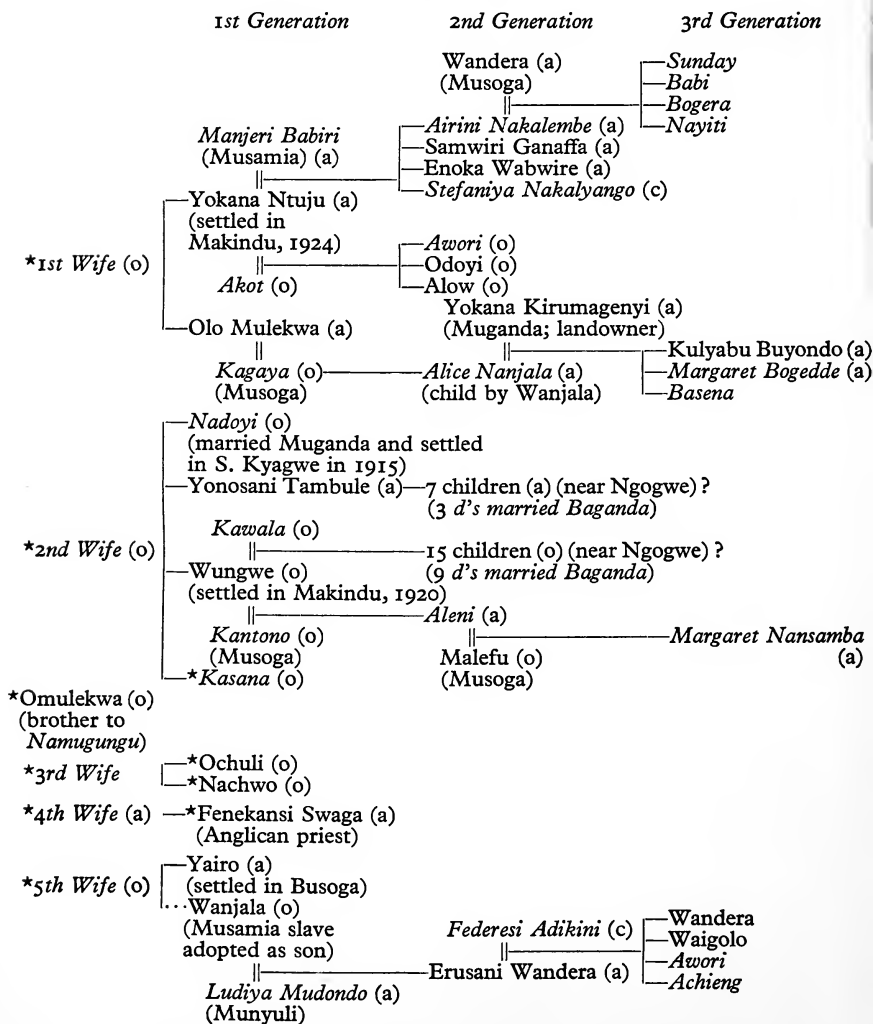 1st Generation 2nd Generation 3rd Generation
Wandera (a) Sunday
(Musoga) Babi
Bogera
Airini Nakalembe (a) Nayiti
Manjeri Babiri Samwiri Ganaffa (a)
(Musamia) (a) Enoka Wabwire (a)
Stefaniya Nakalyango (c)
Yokana Ntuju (a)
(settled in
Makindu, 1924) Awori (o)
*1st Wife (o) Odoyi (o)
Akot (o) Alow (o)
Yokana Kirumagenyi (a)
Olo Mulekwa (a) (Muganda; landowner)
Kulyabu Buyondo (a)
Kagaya (o) Alice Nanjala (a) Margaret Bogedde (a)
(Musoga) (child by Wanjala) Basena
Nadoyi (o)
(married Muganda and settled
in S. Kyagwe in 1915)
Yonosani Tambule (a) 7 children (a) (near Ngogwe) ?
(3 d's married Baganda)
Kawala (o)
*2nd Wife (o) 15 children (o) (near Ngogwe) ?
Wungwe (o) (9 d's married Baganda)
(settled in Makindu, 1920)
Aleni (a)
Kantono (o) Margaret Nansamba
(Musoga) Malefu (o) (a)
*Kasana (o) (Musoga)
*Omulekwa (o)
(brother to
Namugungu)
*3rd Wife *Ochuli (o)
*Nachwo (o)
*4th Wife (a) *Fenekansi Swaga (a)
(Anglican priest)
*5th Wife (o) Yairo (a)
(settled in Busoga)
Wanjala (o) Wandera
(Musamia slave Federesi Adikini (c) Waigolo
adopted as son) Awori
Erusani Wandera (a) Achieng
Ludiya Mudondo (a)
(Munyuli)